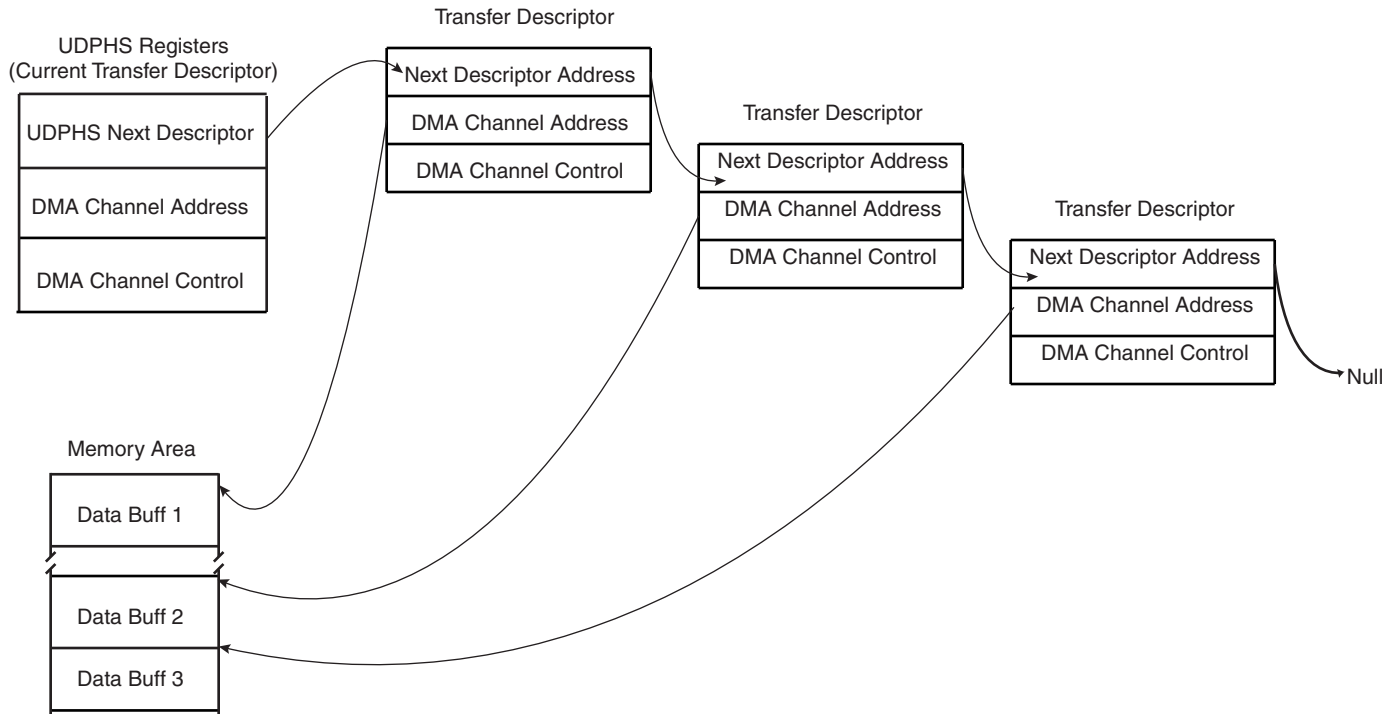 UDPHS Registers
(Current Transfer Descriptor)
UDPHS Next Descriptor
DMA Channel Address
DMA Channel Control
Transfer Descriptor
Next Descriptor Address
DMA Channel Address
DMA Channel Control
Transfer Descriptor
Next Descriptor Address
DMA Channel Address
DMA Channel Control
Transfer Descriptor
Next Descriptor Address
DMA Channel Address
DMA Channel Control
Null
Memory Area
Data Buff 1
Data Buff 2
Data Buff 3